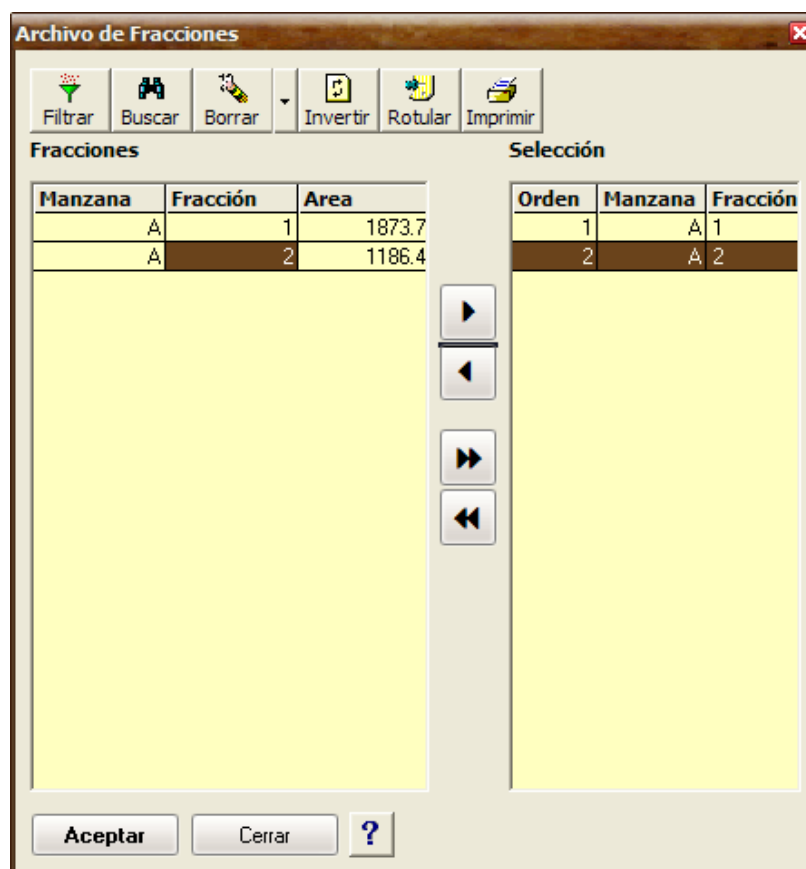 Archivo de Fracciones
Filtrar Buscar Borrar Invertir Rotular Imprimir
Fracciones
Manzana Fracción Area
A 1 1873.7
A 2 1186.4
Selección
Orden Manzana Fracción
1 A 1
2 A 2
Aceptar Cerrar ?